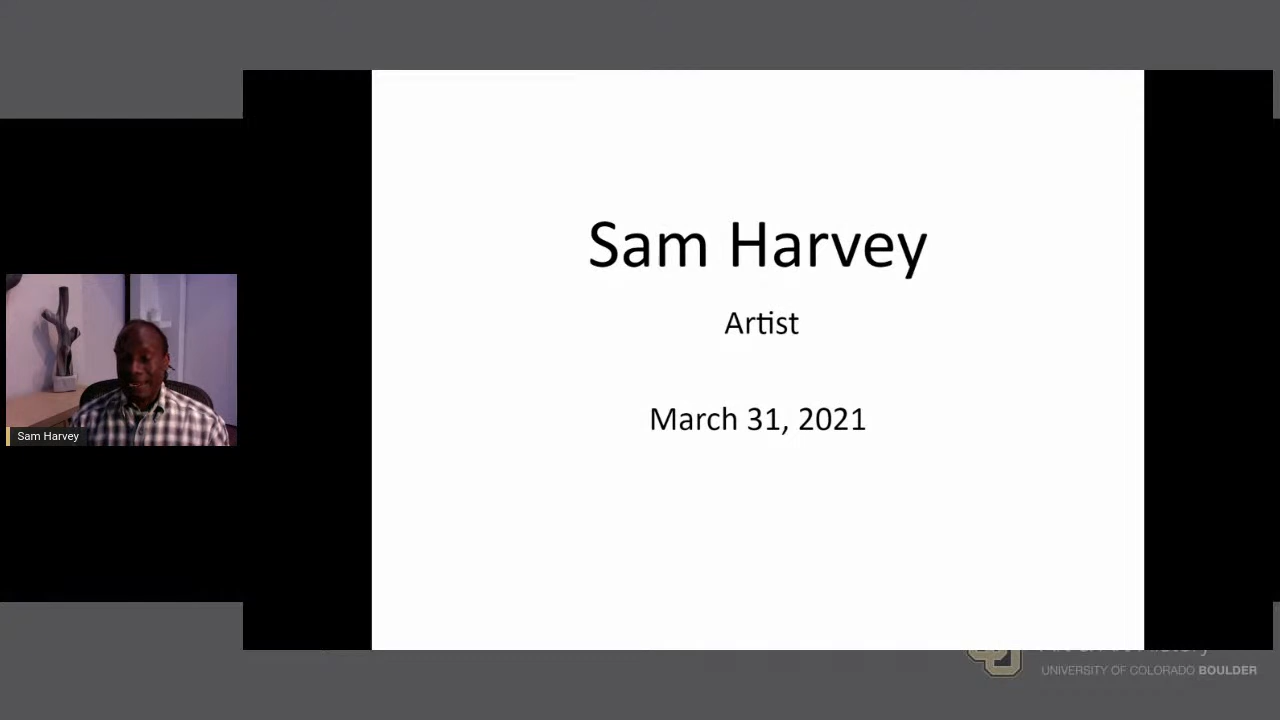 Sam Harvey
Artist
March 31, 2021
Sam Harvey
UNIVERSITY OF COLORADO BOULDER